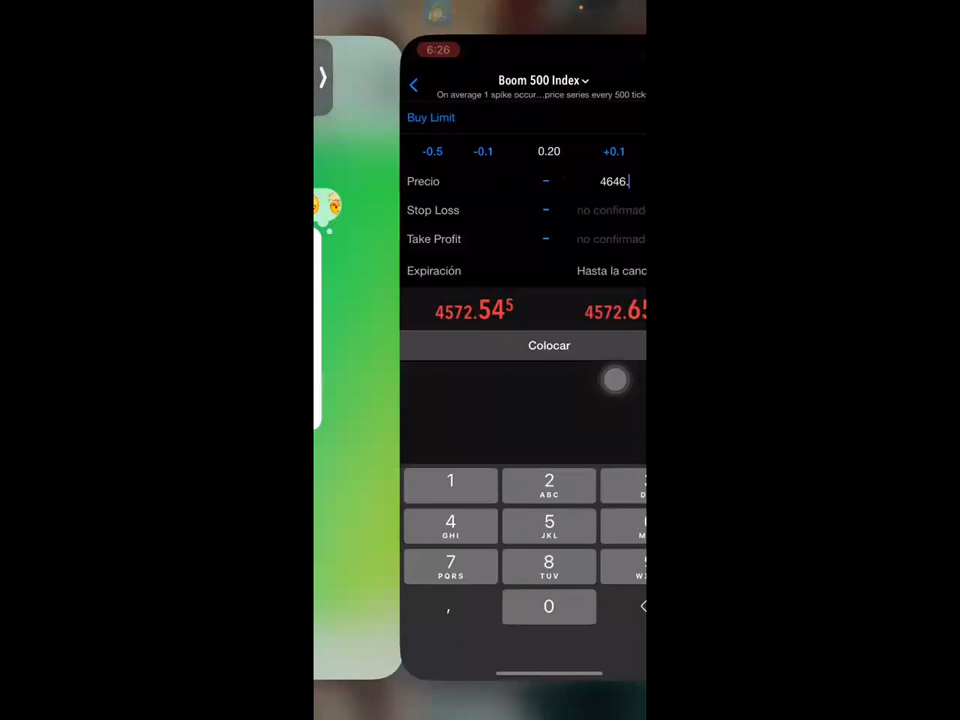 6:26
Boom 500 Index
On average 1 spike occur...price series every 500 tick
Buy Limit
-0.5 -0.1 0.20 +0.1
Precio - 4646.
Stop Loss - no confirmad
Take Profit - no confirmad
Expiración Hasta la canc
4572.545 4572.65
Colocar
1 2
ABC
4 5
GHI JKL
7 8
PQRS TUV
, 0